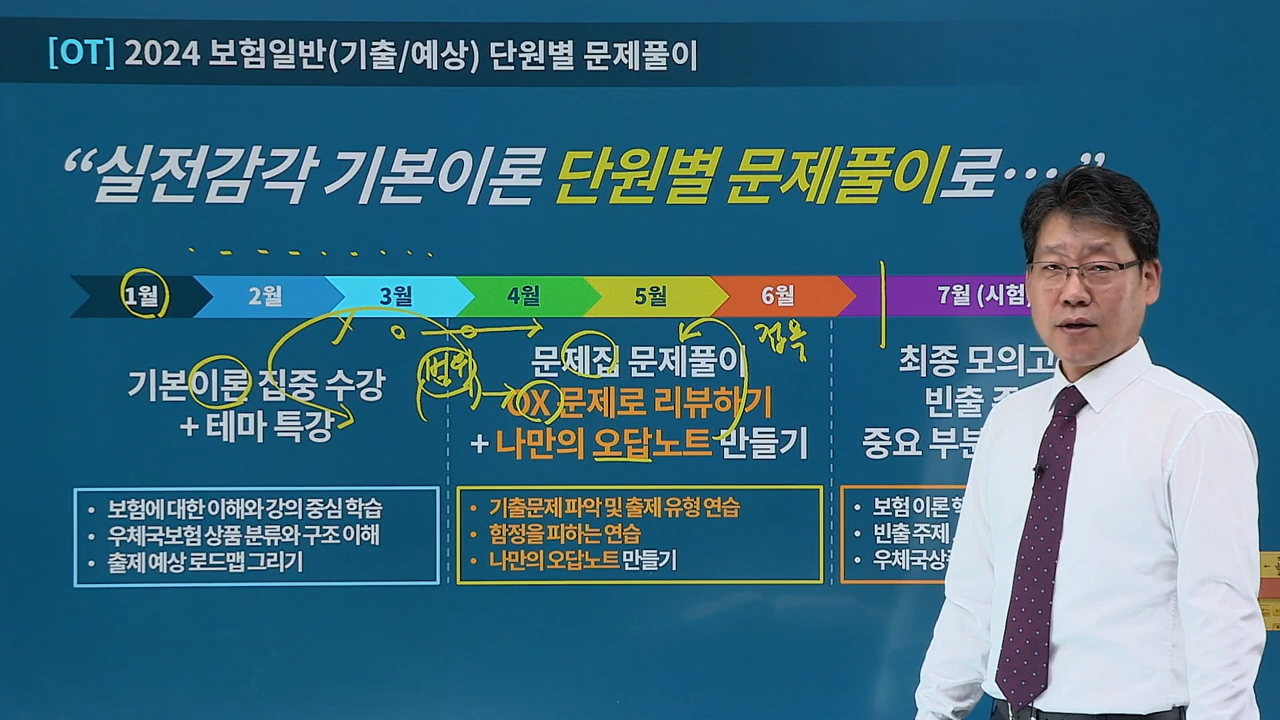 [OT] 2024 보험일반(기출/예상) 단원별 문제풀이
“실전감각 기본이론 단원별 문제풀이로…”
1월 2월 3월 4월 5월 6월 7월 (시험)
기본이론 집중 수강
+ 테마 특강
범위
문제집 문제풀이
OX 문제로 리뷰하기
+ 나만의 오답노트 만들기
접목
최종 모의고
빈출
중요 부분
• 보험에 대한 이해와 강의 중심 학습
• 우체국보험 상품 분류와 구조 이해
• 출제 예상 로드맵 그리기
• 기출문제 파악 및 출제 유형 연습
• 함정을 피하는 연습
• 나만의 오답노트 만들기
• 보험 이론
• 빈출 주제
• 우체국상